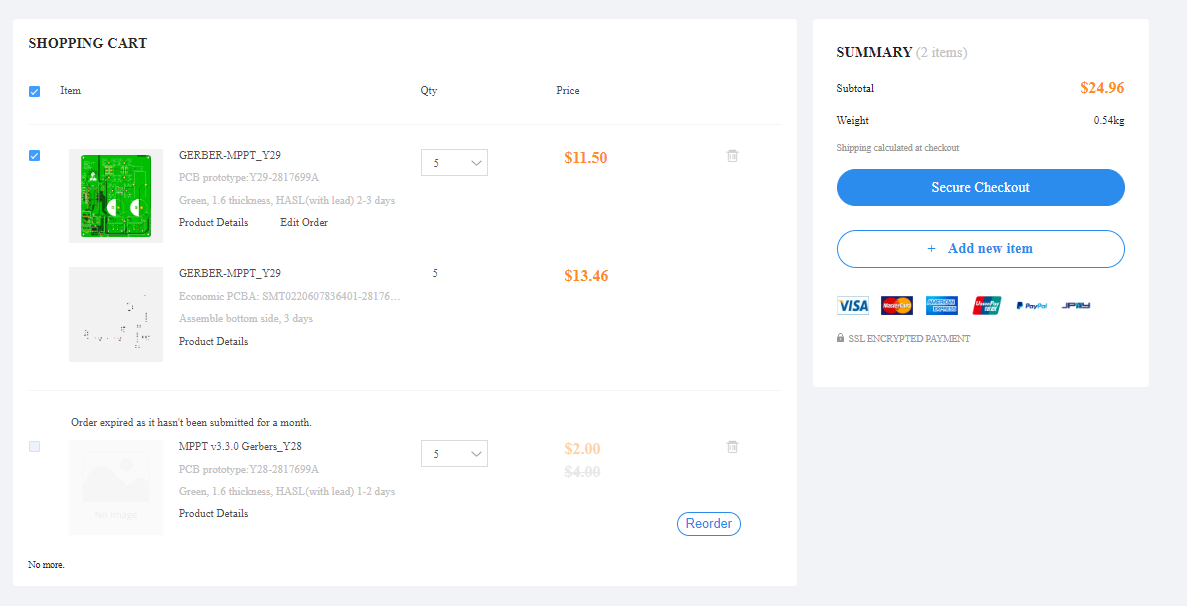 SHOPPING CART
Item Qty Price
GERBER-MPPT_Y29 5 $11.50
PCB prototype:Y29-2817699A
Green, 1.6 thickness, HASL(with lead) 2-3 days
Product Details Edit Order
GERBER-MPPT_Y29 5 $13.46
Economic PCBA: SMT0220607836401-28176...
Assemble bottom side, 3 days
Product Details
Order expired as it hasn't been submitted for a month.
MPPT v3.3.0 Gerbers_Y28 5 $2.00
PCB prototype:Y28-2817699A $4.00
Green, 1.6 thickness, HASL(with lead) 1-2 days
No Image
Product Details
Reorder
No more.
SUMMARY (2 items)
Subtotal $24.96
Weight 0.54kg
Shipping calculated at checkout
Secure Checkout
+ Add new item
VISA MasterCard AMERICAN EXPRESS UnionPay 银联 PayPal JPAY
SSL ENCRYPTED PAYMENT